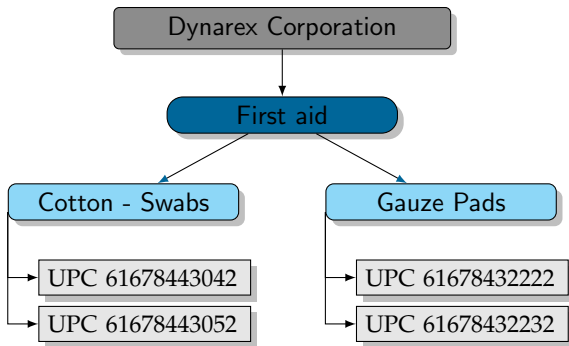 Dynarex Corporation
First aid
Cotton - Swabs
Gauze Pads
UPC 61678443042
UPC 61678432222
UPC 61678443052
UPC 61678432232